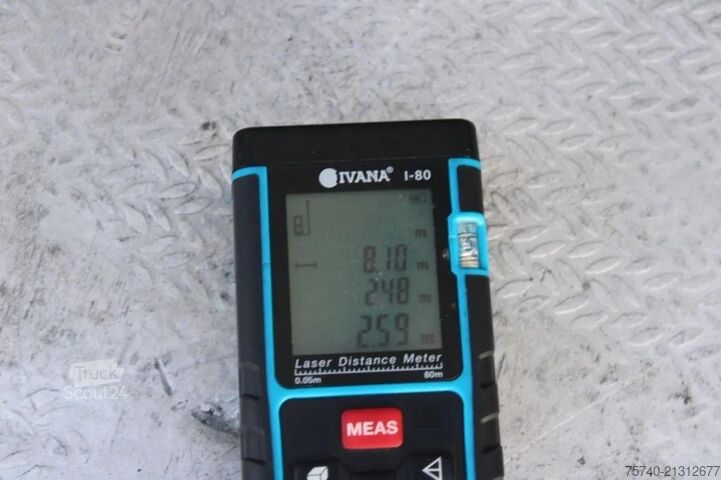 IVANA® I-80
m
8.10 m
2.48 m
2.59 m
Laser Distance Meter
0.05m 80m
MEAS
Truck
Scout24
75740-21312677